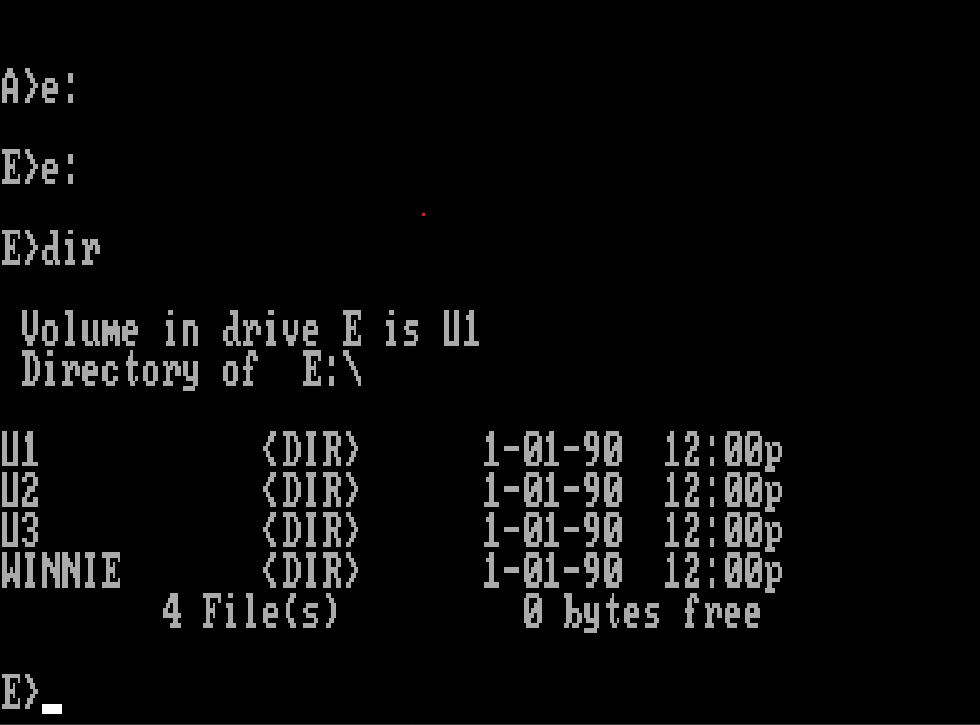 A>e:
E>e:
E>dir
Volume in drive E is U1
Directory of  E:\
U1           <DIR>      1-01-90  12:00p
U2           <DIR>      1-01-90  12:00p
U3           <DIR>      1-01-90  12:00p
WINNIE       <DIR>      1-01-90  12:00p
4 File(s)         0 bytes free
E>_